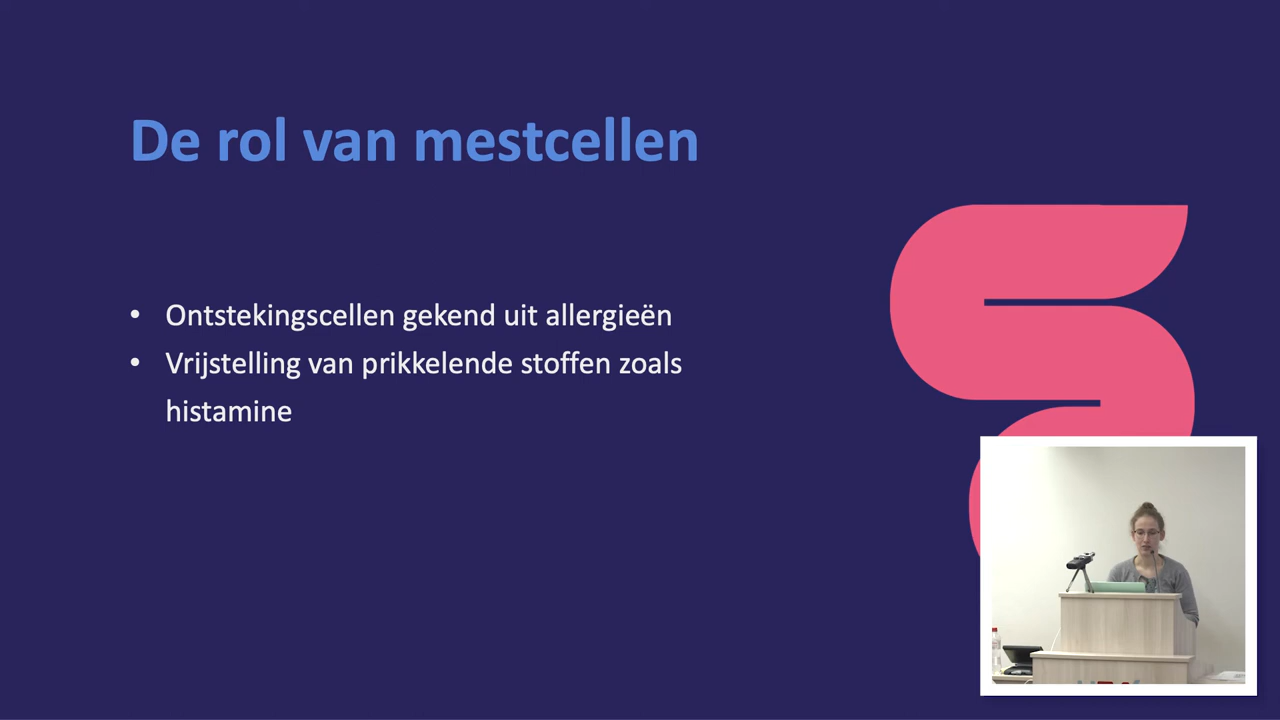 De rol van mestcellen
• Ontstekingscellen gekend uit allergieën
• Vrijstelling van prikkelende stoffen zoals
histamine